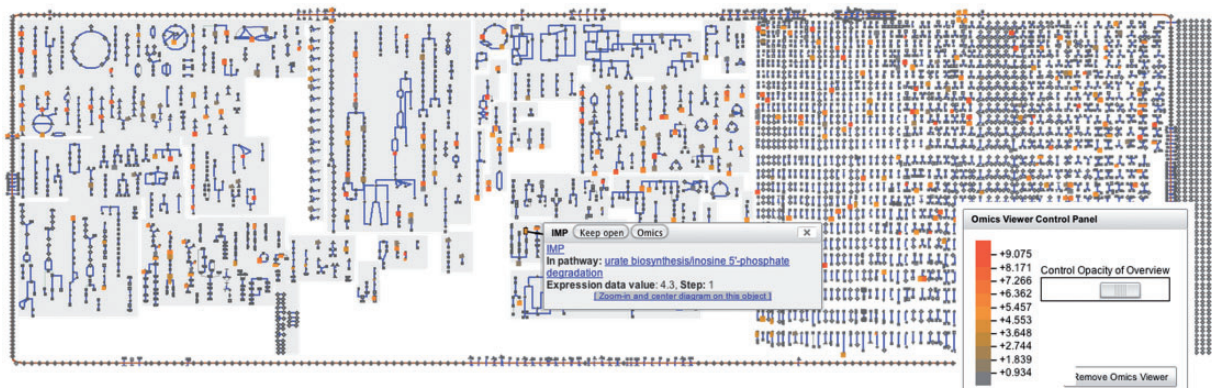 IMP Keep open Omics
IMP
In pathway: urate biosynthesis/inosine 5'-phosphate
degradation
Expression data value: 4.3, Step: 1
[ Zoom-in and center diagram on this object ]
Omics Viewer Control Panel
+9.075
+8.171
+7.266
+6.362
+5.457
+4.553
+3.648
+2.744
+1.839
+0.934
Control Opacity of Overview
Remove Omics Viewer